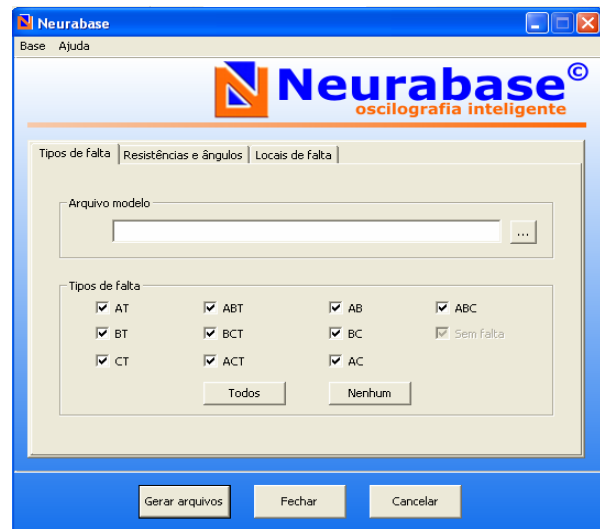 Neurabase
Base Ajuda
Neurabase©
oscilografia inteligente
Tipos de falta Resistências e ângulos Locais de falta
Arquivo modelo
...
Tipos de falta
AT ABT AB ABC
BT BCT BC Sem falta
CT ACT AC
Todos Nenhum
Gerar arquivos Fechar Cancelar